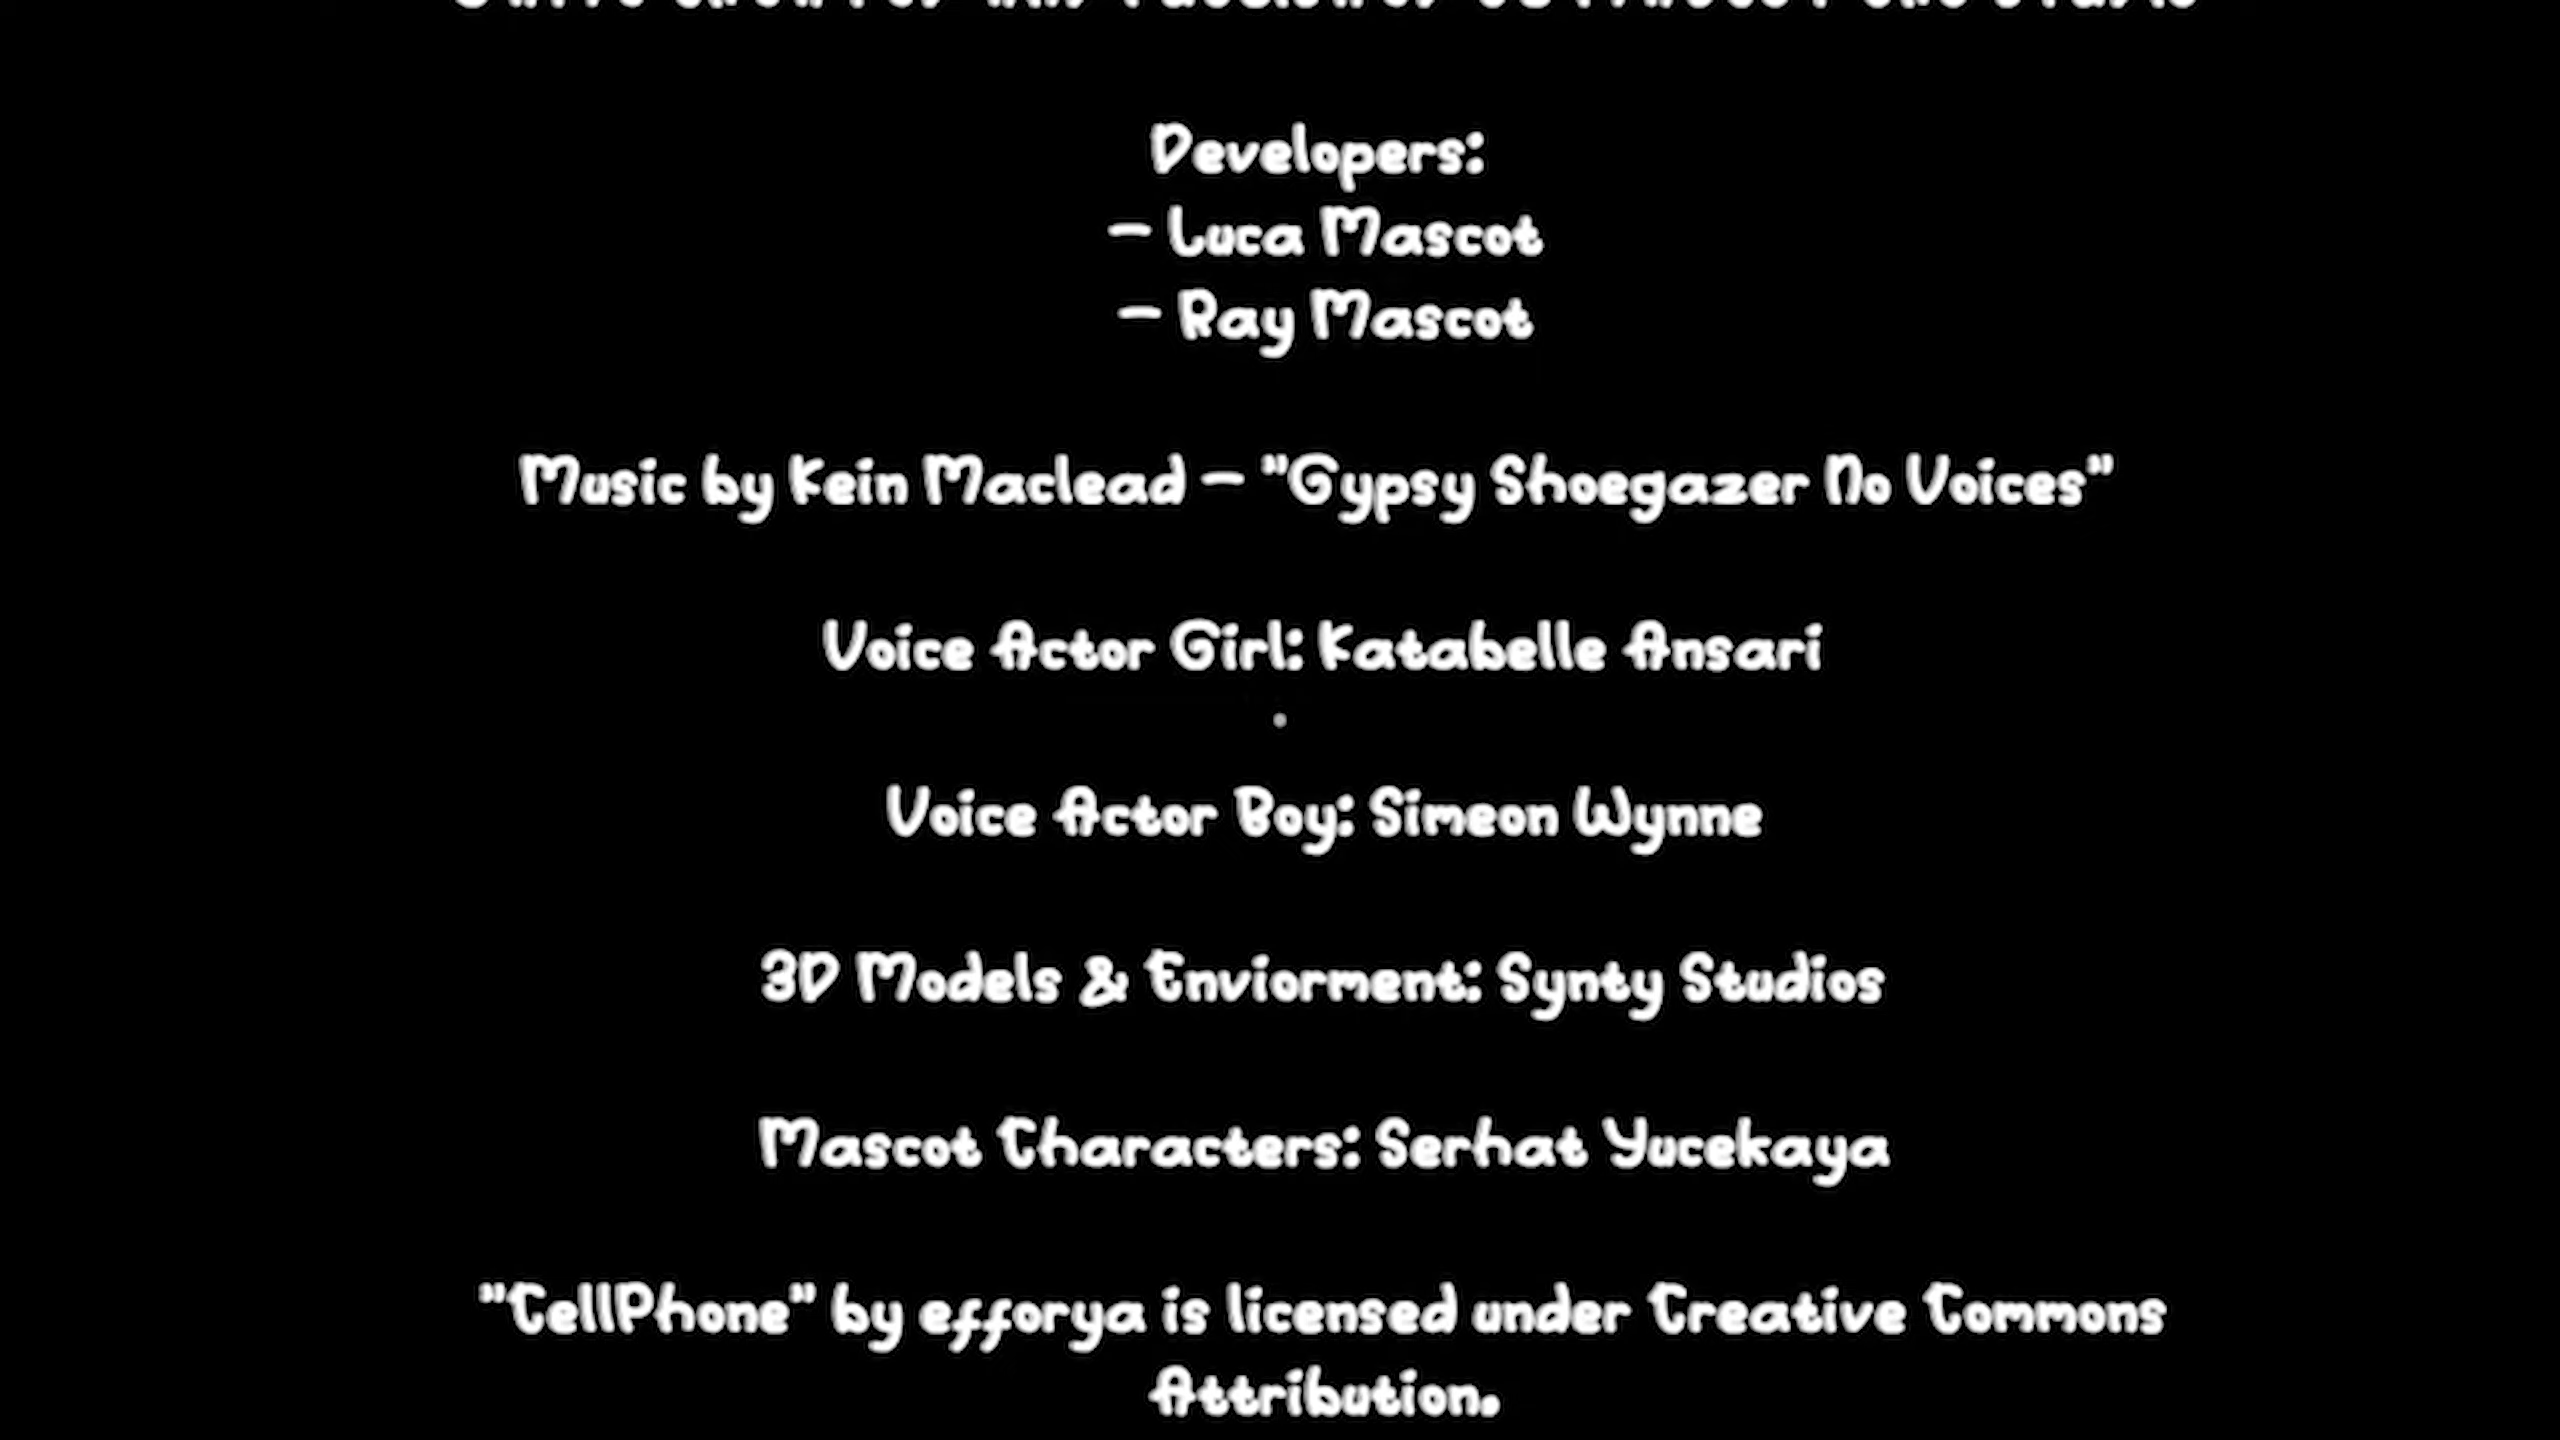 Developers:
- Luca Mascot
- Ray Mascot
Music by Kein Maclead - "Gypsy Shoegazer No Voices"
Voice Actor Girl: Katabelle Ansari
Voice Actor Boy: Simeon Wynne
3D Models & Enviorment: Synty Studios
Mascot Characters: Serhat Yucekaya
"CellPhone" by efforya is licensed under Creative Commons
Attribution.